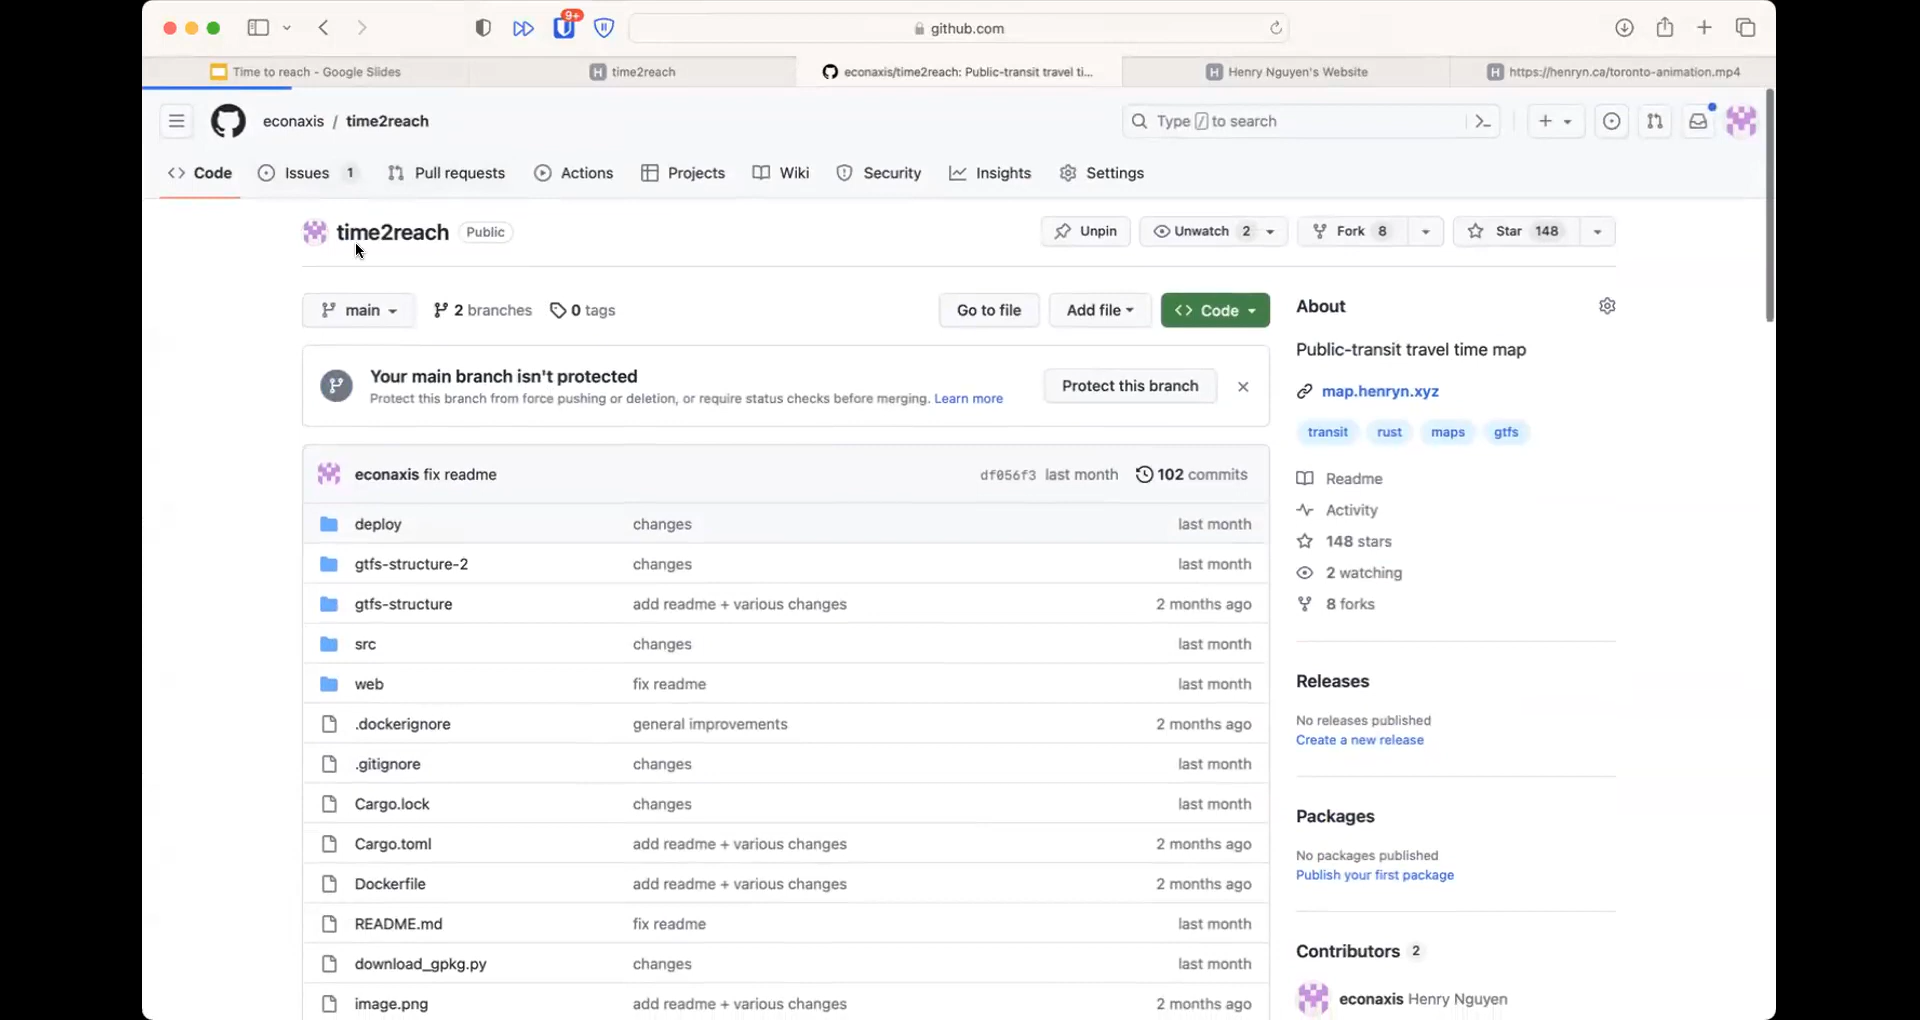 9+
github.com
Time to reach - Google Slides
time2reach
econaxis/time2reach: Public-transit travel ti...
Henry Nguyen's Website
https://henryn.ca/toronto-animation.mp4
econaxis / time2reach
Type / to search
Code
Issues 1
Pull requests
Actions
Projects
Wiki
Security
Insights
Settings
time2reach Public
Unpin
Unwatch 2
Fork 8
Star 148
main
2 branches
0 tags
Go to file
Add file
Code
Your main branch isn't protected
Protect this branch from force pushing or deletion, or require status checks before merging. Learn more
Protect this branch
econaxis fix readme df056f3 last month 102 commits
deploy changes last month
gtfs-structure-2 changes last month
gtfs-structure add readme + various changes 2 months ago
src changes last month
web fix readme last month
.dockerignore general improvements 2 months ago
.gitignore changes last month
Cargo.lock changes last month
Cargo.toml add readme + various changes 2 months ago
Dockerfile add readme + various changes 2 months ago
README.md fix readme last month
download_gpkg.py changes last month
image.png add readme + various changes 2 months ago
About
Public-transit travel time map
map.henryn.xyz
transit rust maps gtfs
Readme
Activity
148 stars
2 watching
8 forks
Releases
No releases published
Create a new release
Packages
No packages published
Publish your first package
Contributors 2
econaxis Henry Nguyen